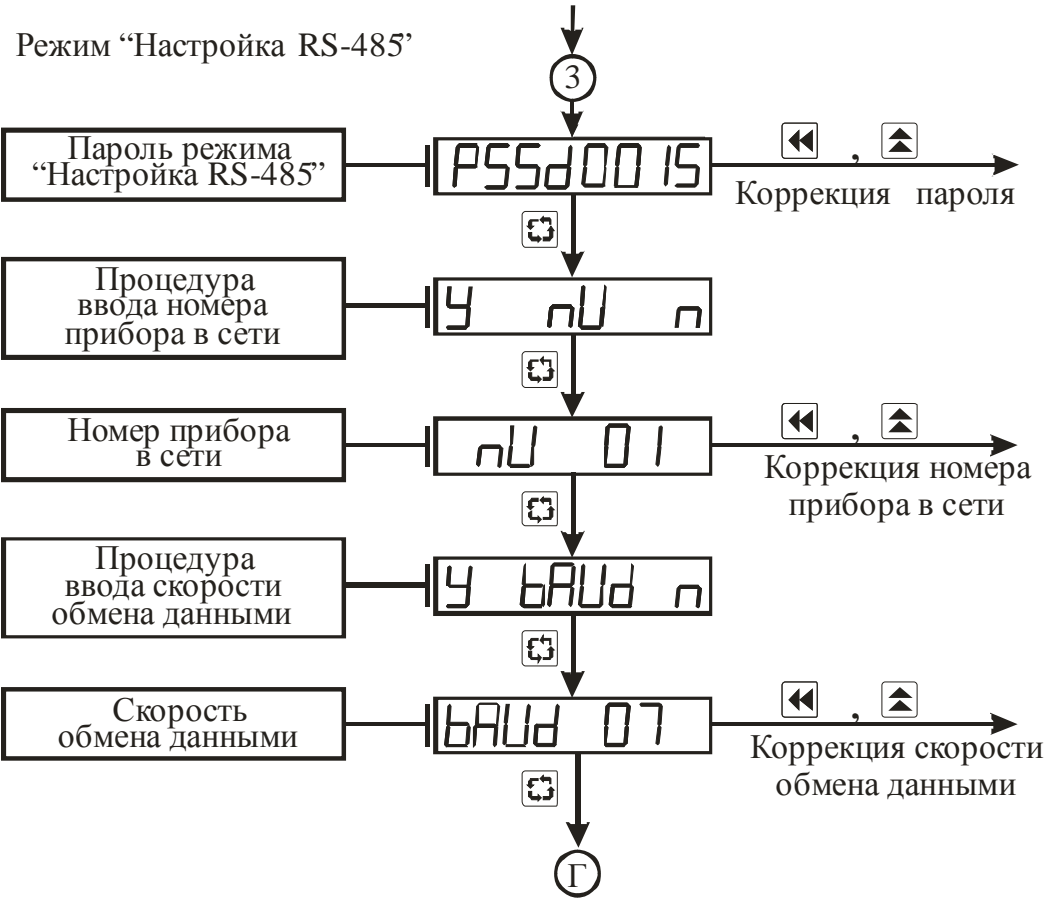 Режим “Настройка RS-485”
3
Пароль режима
“Настройка RS-485”
PSSd0015
,
Коррекция пароля
Процедура
ввода номера
прибора в сети
У nU n
Номер прибора
в сети
nU 01
,
Коррекция номера
прибора в сети
Процедура
ввода скорости
обмена данными
У bAUd n
Скорость
обмена данными
bAUd 07
,
Коррекция скорости
обмена данными
Г